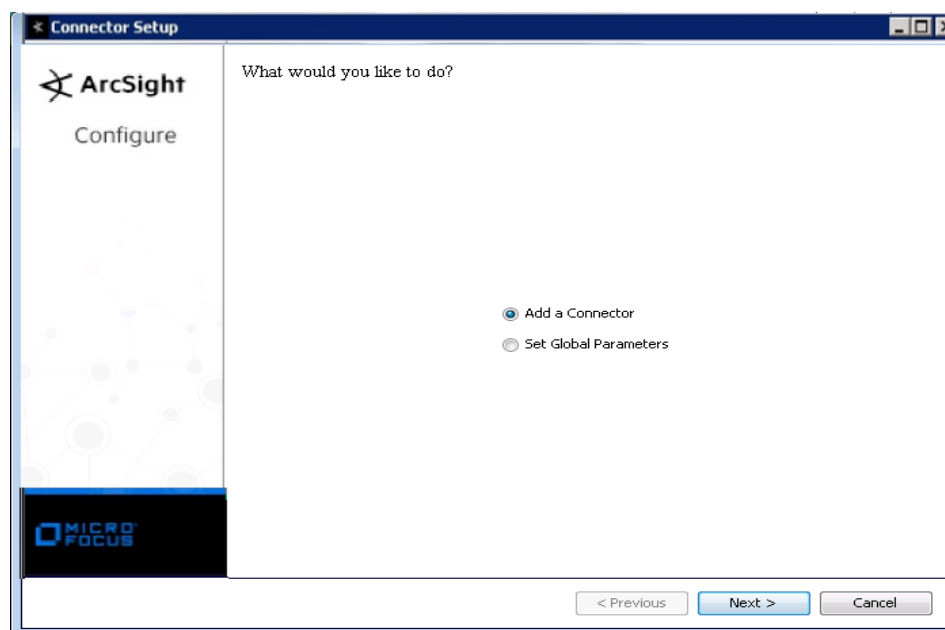 Connector Setup
ArcSight
Configure
What would you like to do?
Add a Connector
Set Global Parameters
MICRO
FOCUS
< Previous
Next >
Cancel